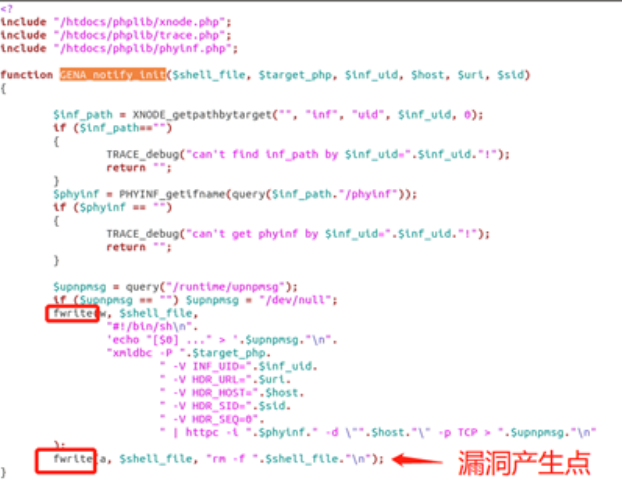 <?
include "/htdocs/phplib/xnode.php";
include "/htdocs/phplib/trace.php";
include "/htdocs/phplib/phyinf.php";
function GENA_notify_init($shell_file, $target_php, $inf_uid, $host, $uri, $sid)
{
$inf_path = XNODE_getpathbytarget("", "inf", "uid", $inf_uid, 0);
if ($inf_path=="")
{
TRACE_debug("can't find inf_path by $inf_uid=".$inf_uid."!");
return "";
}
$phyinf = PHYINF_getifname(query($inf_path."/phyinf"));
if ($phyinf == "")
{
TRACE_debug("can't get phyinf by $inf_uid=".$inf_uid."!");
return "";
}
$upnpmsg = query("/runtime/upnpmsg");
if ($upnpmsg == "") $upnpmsg = "/dev/null";
fwrite(w, $shell_file,
"#!/bin/sh\n".
'echo "[$0] ..." > '.$upnpmsg."\n".
"xmldbc -P ".$target_php.
" -V INF_UID=".$inf_uid.
" -V HDR_URL=".$uri.
" -V HDR_HOST=".$host.
" -V HDR_SID=".$sid.
" -V HDR_SEQ=0".
" | httpc -i ".$phyinf." -d \"".$host."\" -p TCP > ".$upnpmsg."\n"
);
fwrite(a, $shell_file, "rm -f ".$shell_file."\n"); 漏洞产生点
}